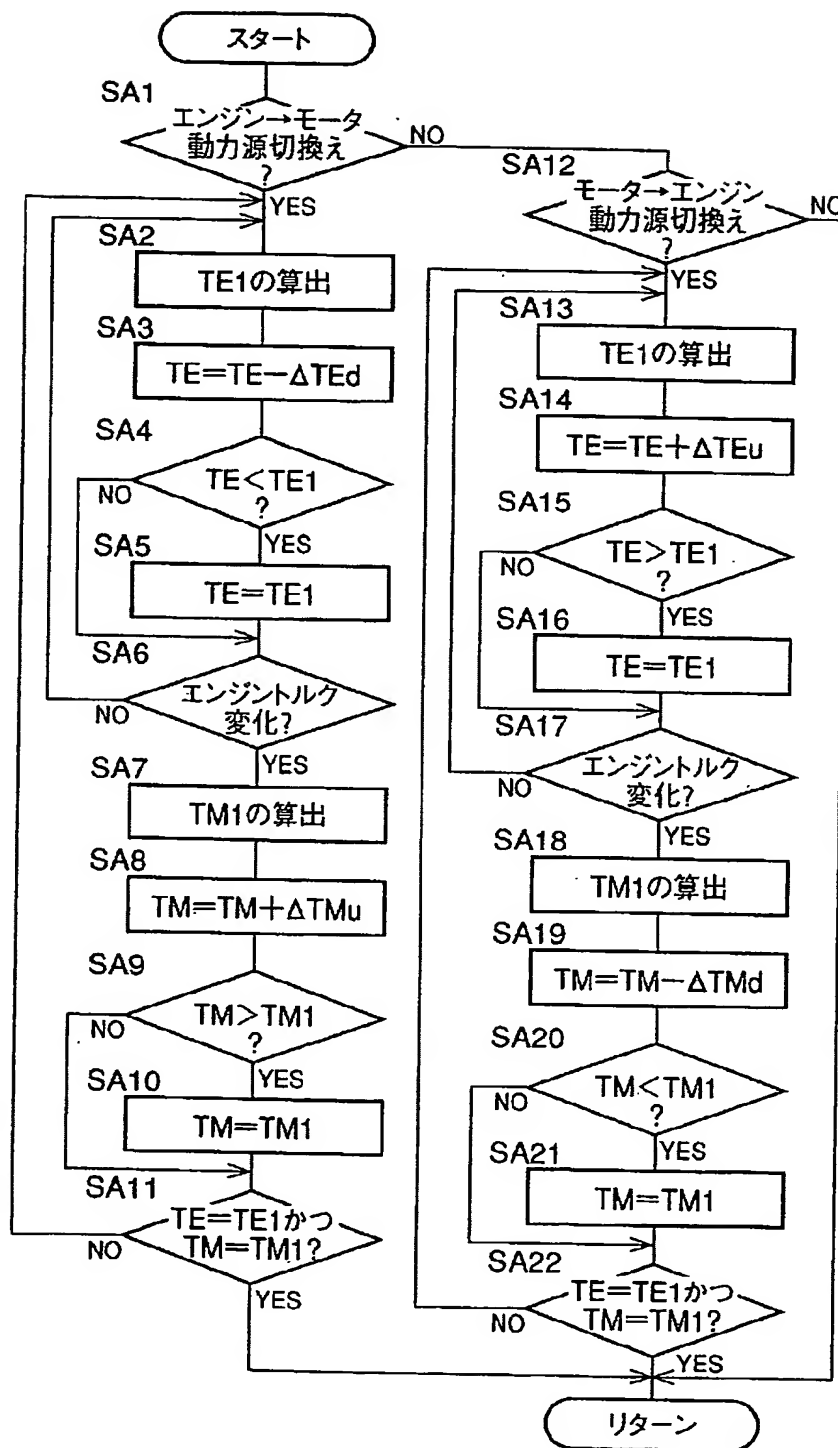 スタート
SA1
エンジン→モータ
動力源切換え
?
NO
YES
SA2
TE1の算出
SA3
TE=TE−ΔTEd
SA4
TE<TE1
?
NO
YES
SA5
TE=TE1
SA6
エンジントルク
変化?
NO
YES
SA7
TM1の算出
SA8
TM=TM+ΔTMu
SA9
TM>TM1
?
NO
YES
SA10
TM=TM1
SA11
TE=TE1かつ
TM=TM1?
NO
YES
SA12
モータ→エンジン
動力源切換え
?
NO
YES
SA13
TE1の算出
SA14
TE=TE+ΔTEu
SA15
TE>TE1
?
NO
YES
SA16
TE=TE1
SA17
エンジントルク
変化?
NO
YES
SA18
TM1の算出
SA19
TM=TM−ΔTMd
SA20
TM<TM1
?
NO
YES
SA21
TM=TM1
SA22
TE=TE1かつ
TM=TM1?
NO
YES
リターン